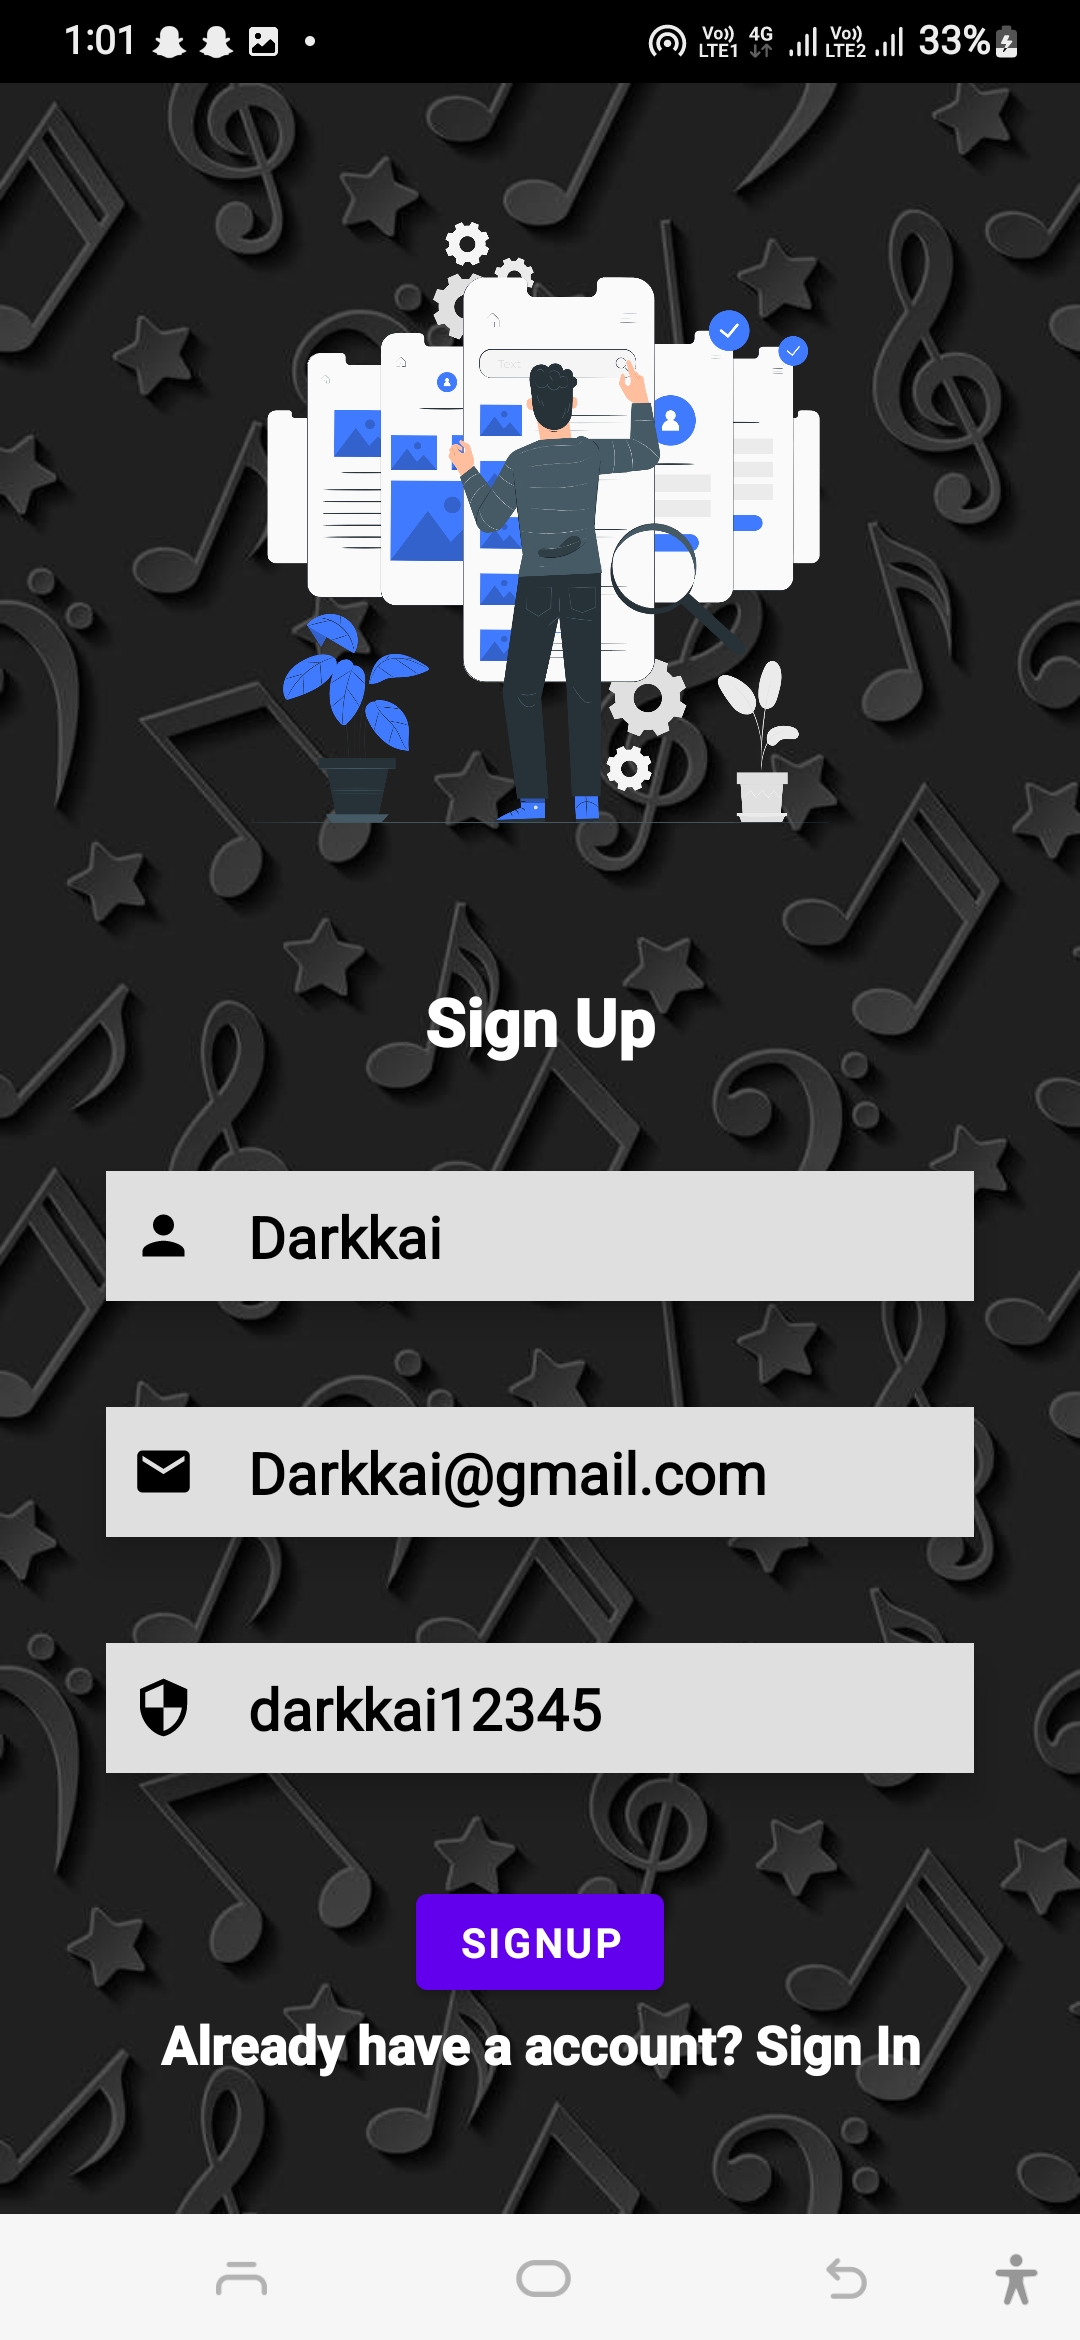 1:01
Vo)) LTE1 4G Vo)) LTE2 33%
Text
Sign Up
Darkkai
Darkkai@gmail.com
darkkai12345
SIGNUP
Already have a account? Sign In